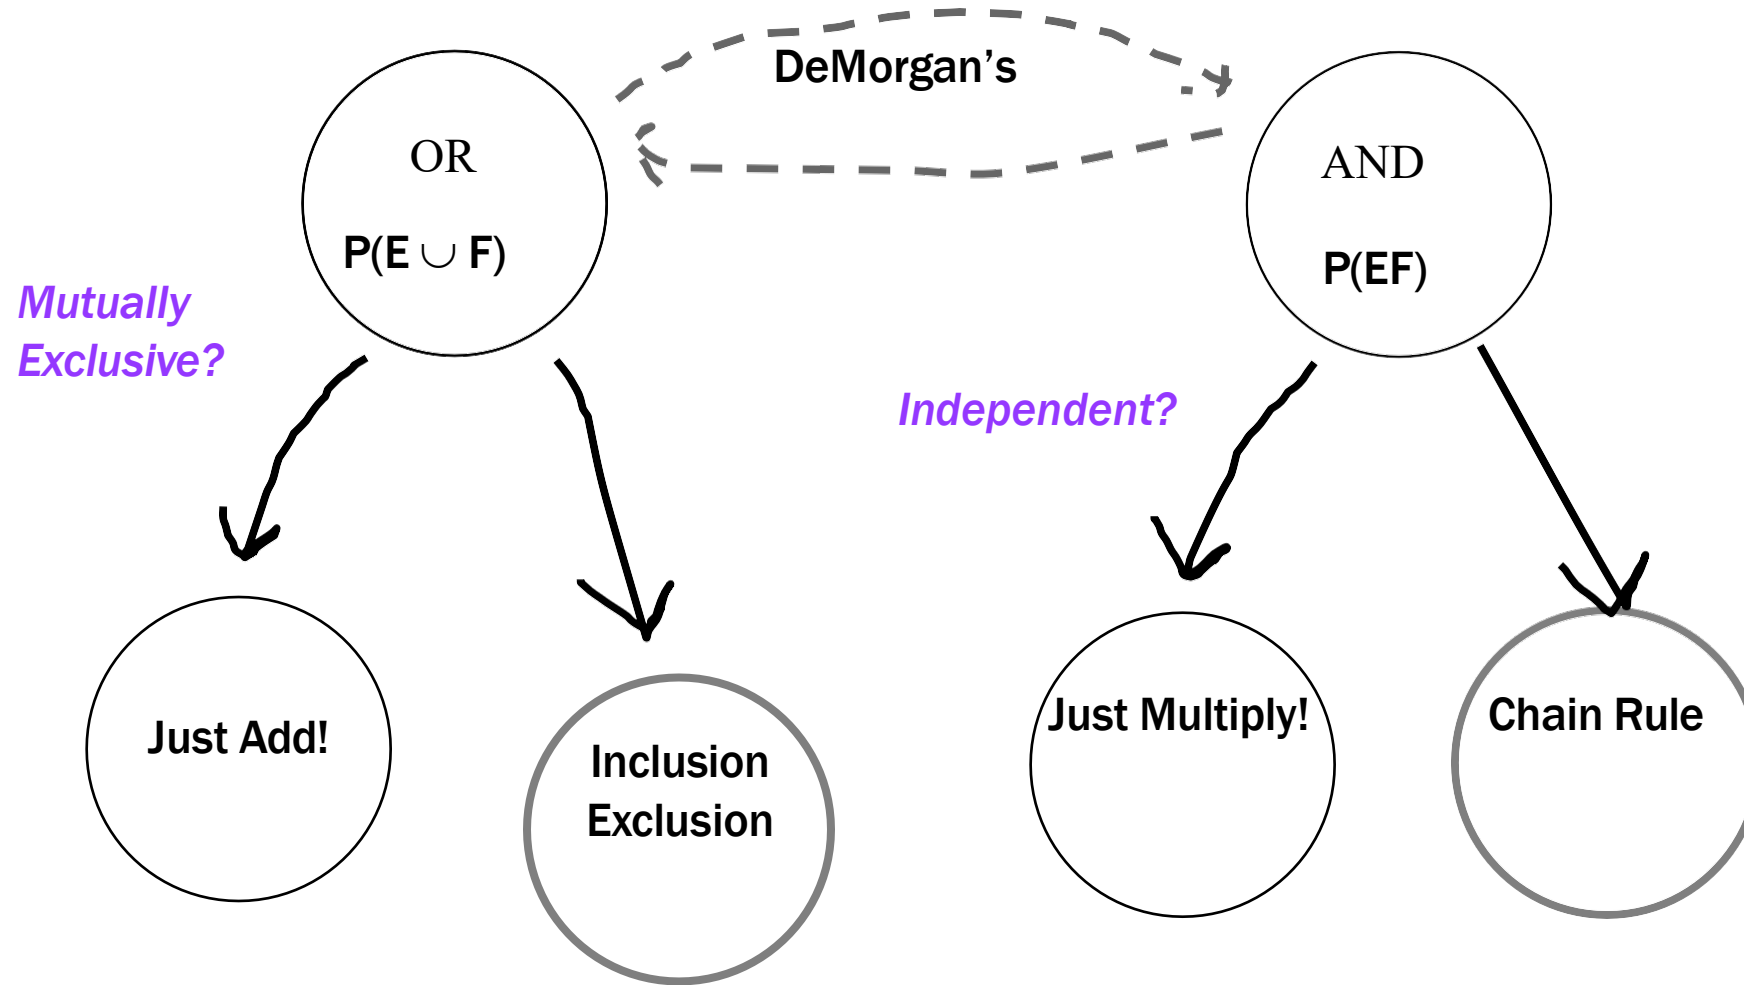 DeMorgan’s
OR
P(E ∪ F)
AND
P(EF)
Mutually
Exclusive?
Independent?
Just Add!
Inclusion
Exclusion
Just Multiply!
Chain Rule